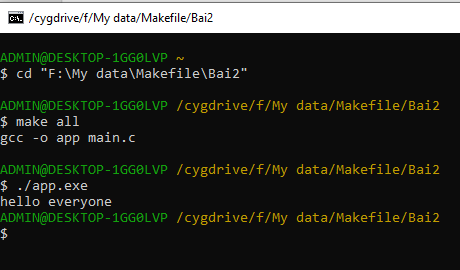 /cygdrive/f/My data/Makefile/Bai2
ADMIN@DESKTOP-1GG0LVP ~
$ cd "F:\My data\Makefile\Bai2"
ADMIN@DESKTOP-1GG0LVP /cygdrive/f/My data/Makefile/Bai2
$ make all
gcc -o app main.c
ADMIN@DESKTOP-1GG0LVP /cygdrive/f/My data/Makefile/Bai2
$ ./app.exe
hello everyone
ADMIN@DESKTOP-1GG0LVP /cygdrive/f/My data/Makefile/Bai2
$